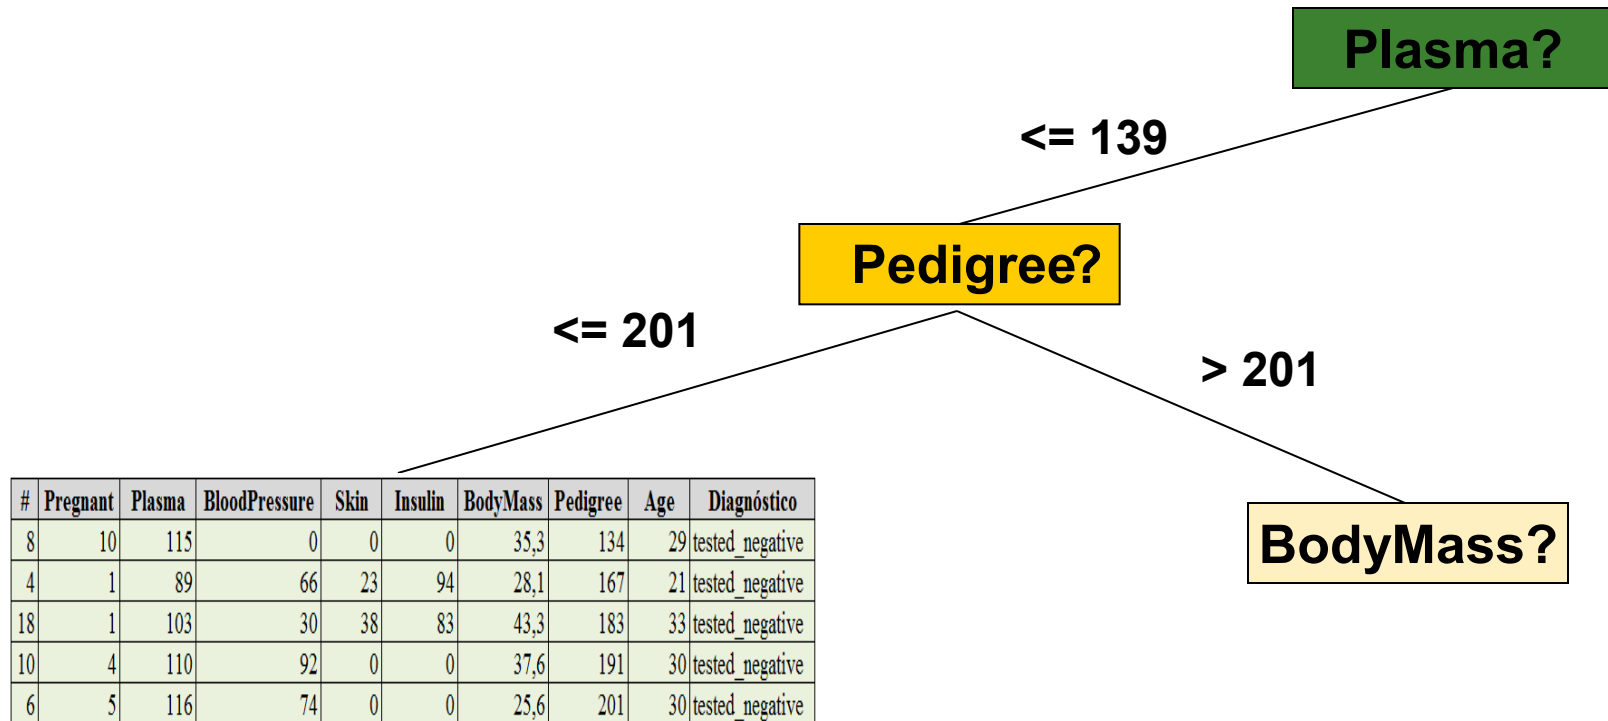 Plasma?
<= 139
Pedigree?
<= 201
> 201
BodyMass?
# Pregnant Plasma BloodPressure Skin Insulin BodyMass Pedigree Age Diagnóstico
8 10 115 0 0 0 35,3 134 29 tested_negative
4 1 89 66 23 94 28,1 167 21 tested_negative
18 1 103 30 38 83 43,3 183 33 tested_negative
10 4 110 92 0 0 37,6 191 30 tested_negative
6 5 116 74 0 0 25,6 201 30 tested_negative